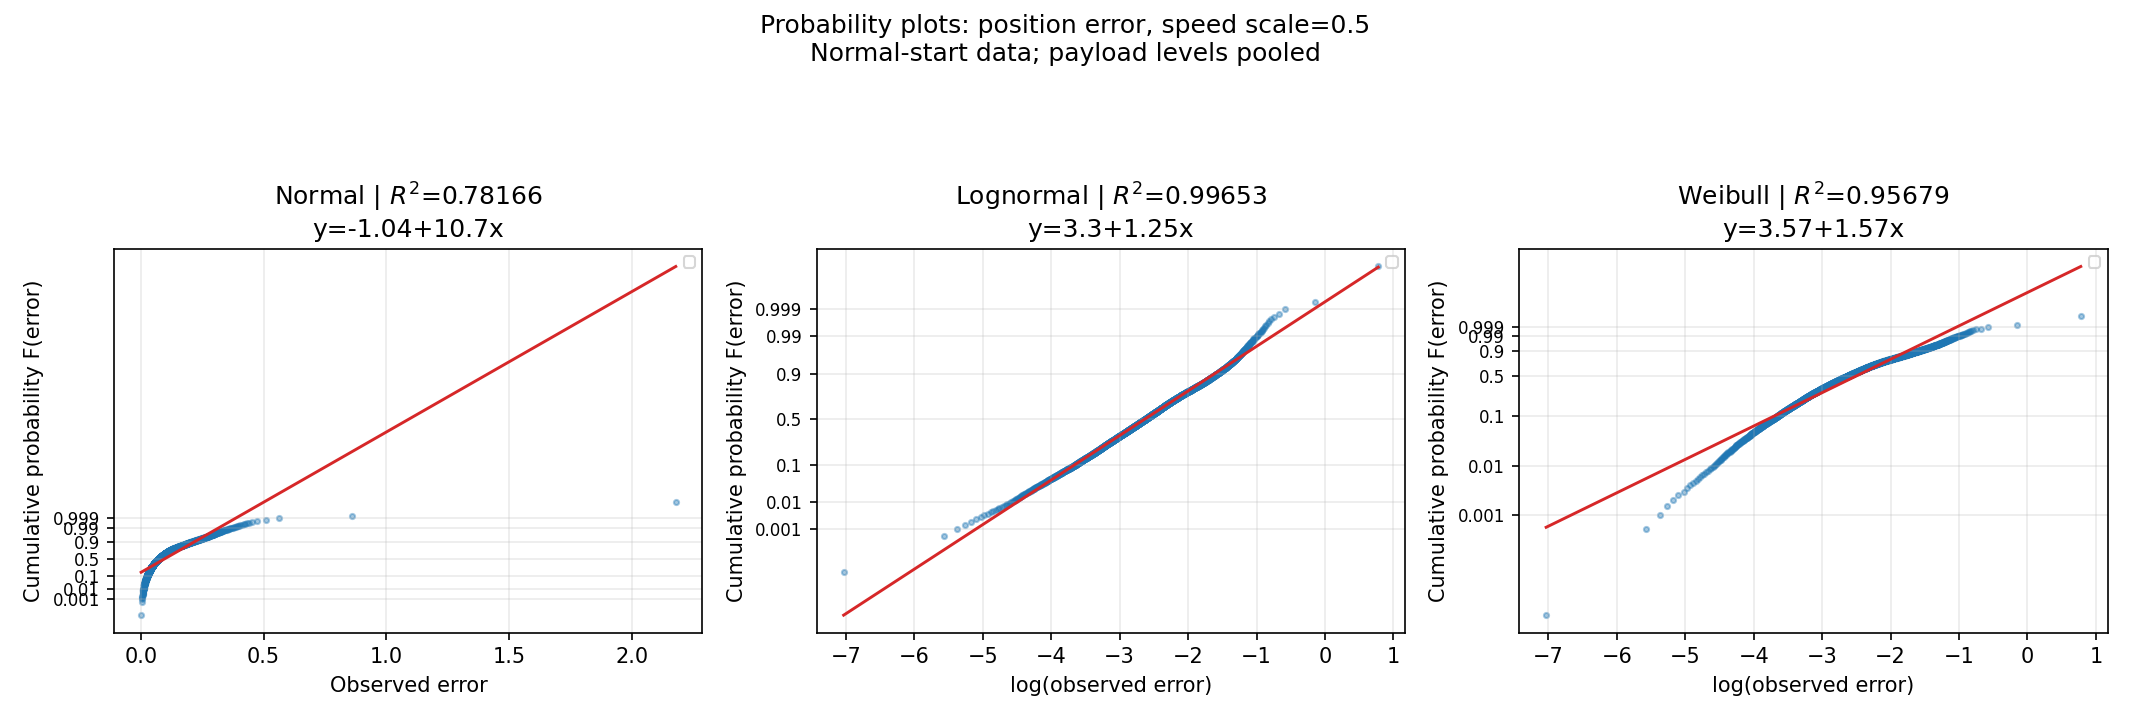 Probability plots: position error, speed scale=0.5
Normal-start data; payload levels pooled
Normal | R²=0.78166
y=-1.04+10.7x
Cumulative probability F(error)
0.999
0.99
0.9
0.5
0.1
0.01
0.001
0.0 0.5 1.0 1.5 2.0
Observed error
Lognormal | R²=0.99653
y=3.3+1.25x
Cumulative probability F(error)
0.999
0.99
0.9
0.5
0.1
0.01
0.001
−7 −6 −5 −4 −3 −2 −1 0 1
log(observed error)
Weibull | R²=0.95679
y=3.57+1.57x
Cumulative probability F(error)
0.999
0.99
0.9
0.5
0.1
0.01
0.001
−7 −6 −5 −4 −3 −2 −1 0 1
log(observed error)